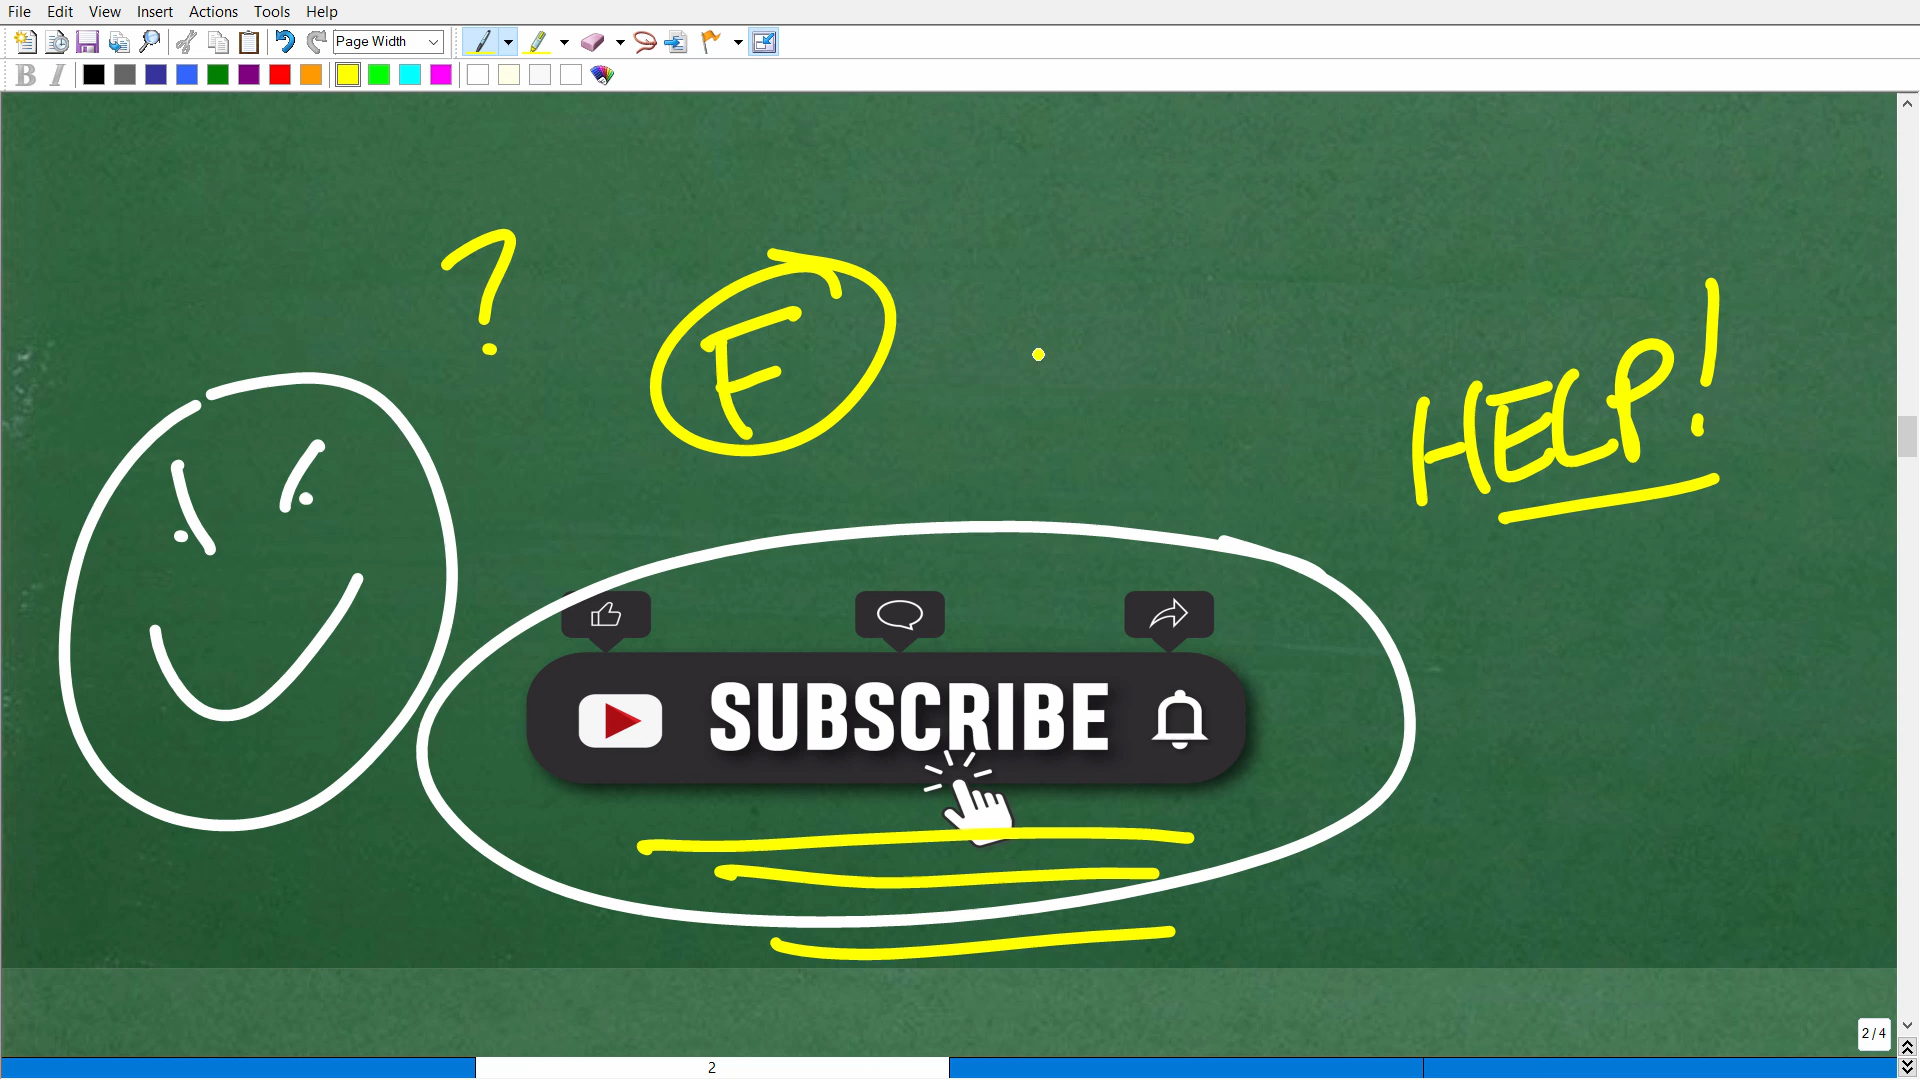 File Edit View Insert Actions Tools Help
Page Width
B I
?
F
HELP!
SUBSCRIBE
2 / 4
2